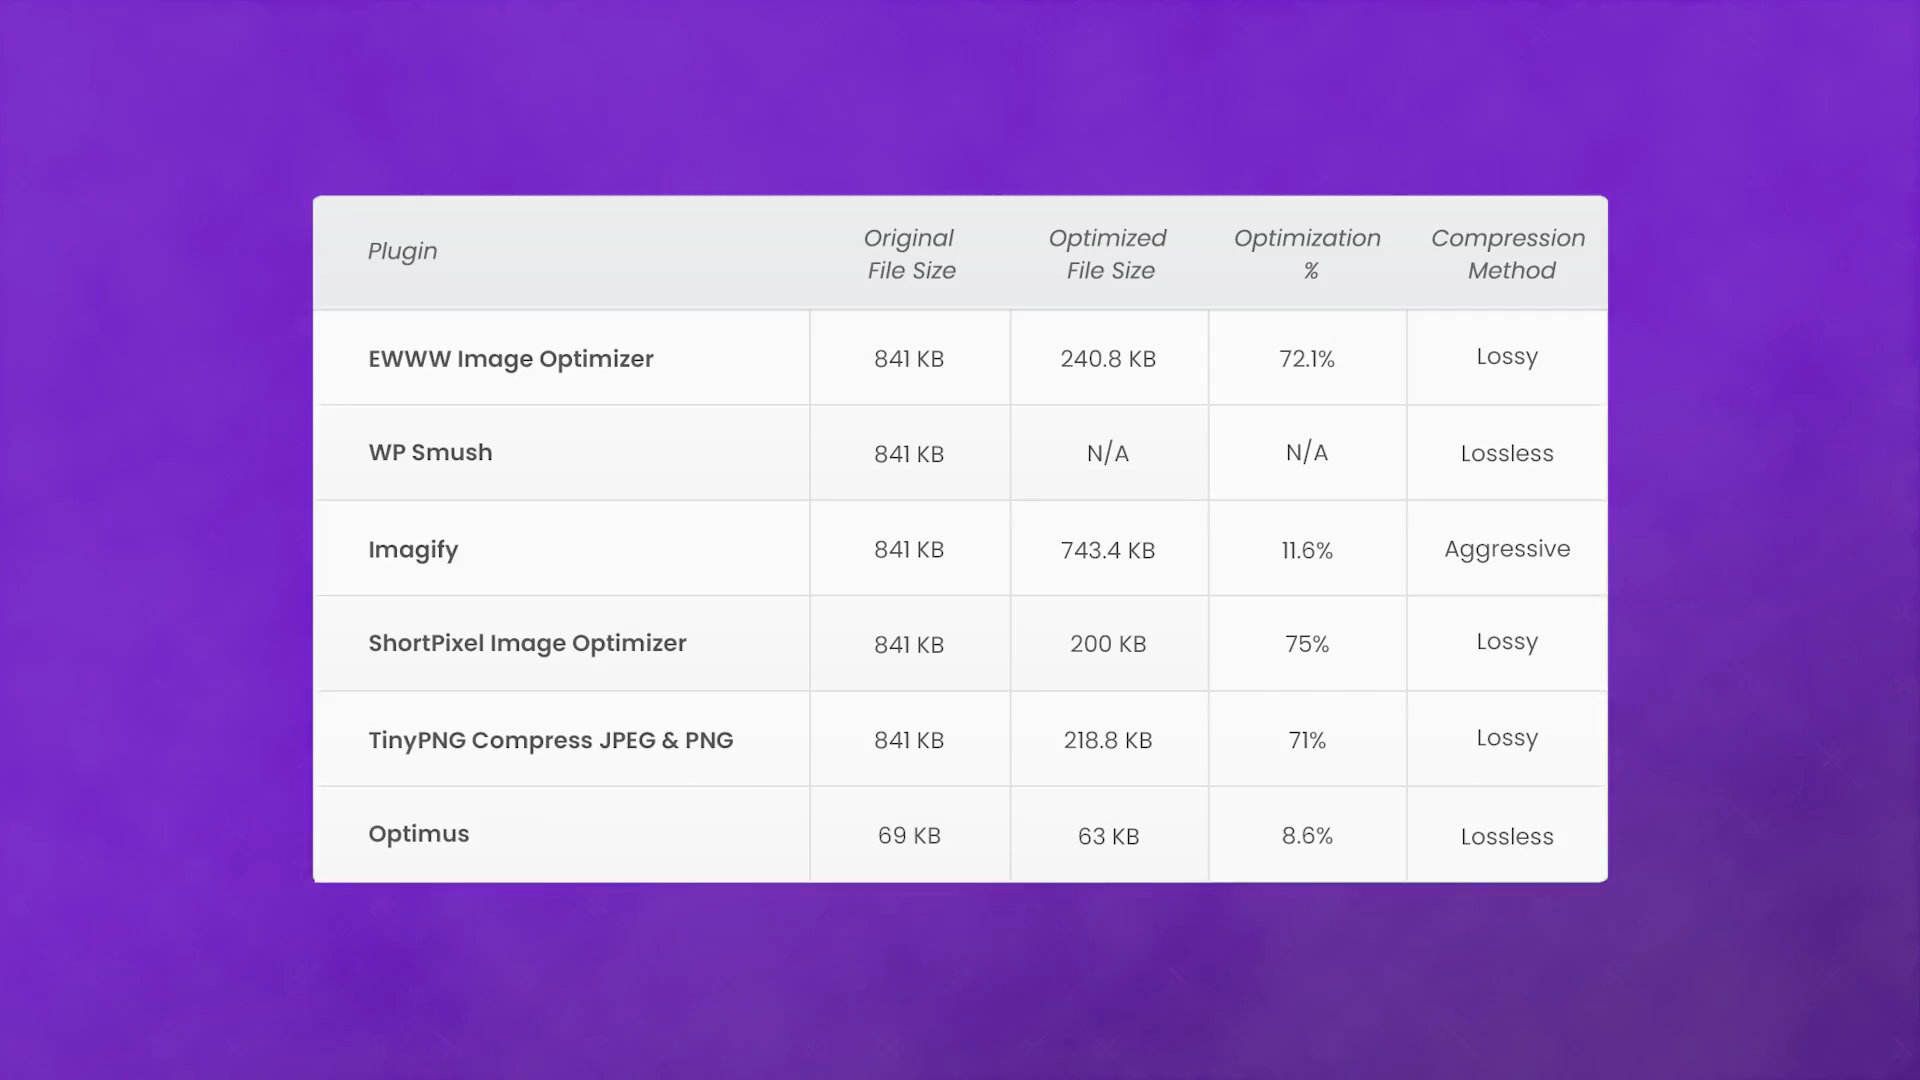 Plugin
Original
File Size
Optimized
File Size
Optimization
%
Compression
Method
EWWW Image Optimizer 841 KB 240.8 KB 72.1% Lossy
WP Smush 841 KB N/A N/A Lossless
Imagify 841 KB 743.4 KB 11.6% Aggressive
ShortPixel Image Optimizer 841 KB 200 KB 75% Lossy
TinyPNG Compress JPEG & PNG 841 KB 218.8 KB 71% Lossy
Optimus 69 KB 63 KB 8.6% Lossless